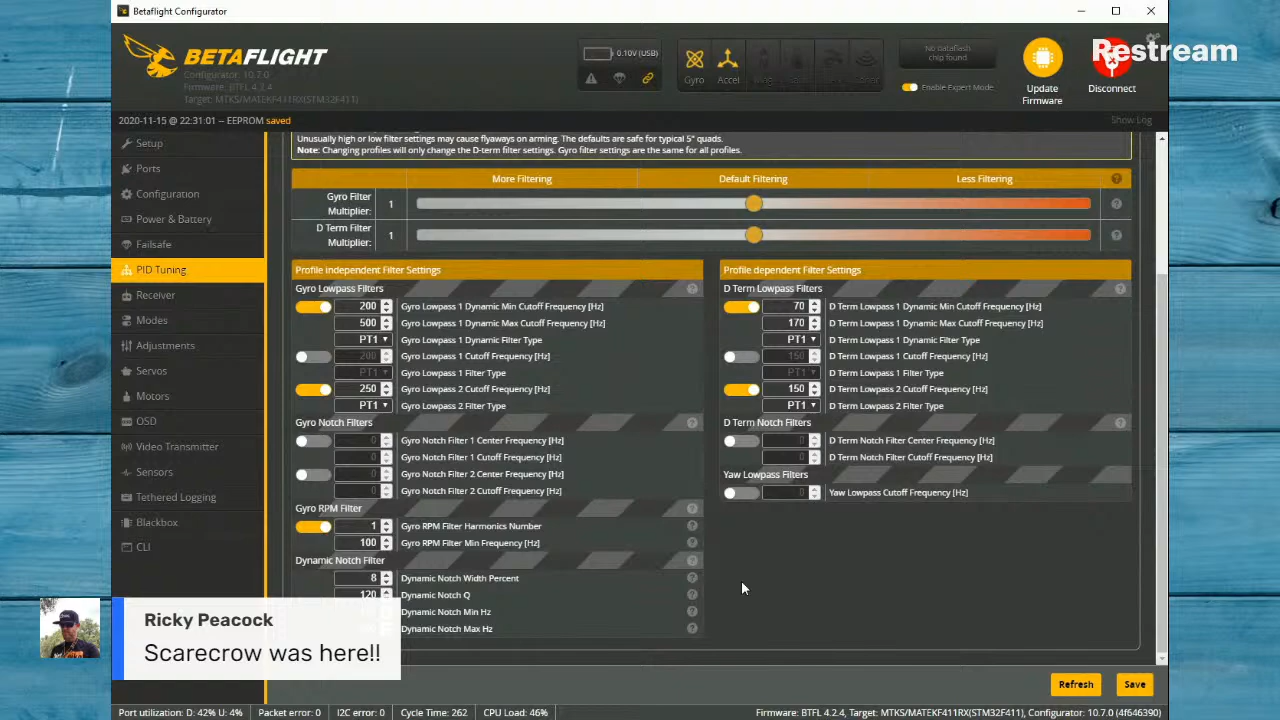 Betaflight Configurator
BETAFLIGHT
Configurator: 10.7.0
Firmware: BTFL 4.2.4
Target: MTKS/MATEKF411RX(STM32F411)
0.10V (USB)
Gyro
Accel
No dataflash
chip found
Enable Expert Mode
Restream
Update
Firmware
Disconnect
2020-11-15 @ 22:31:01 -- EEPROM saved
Show Log
Setup
Ports
Configuration
Power & Battery
Failsafe
PID Tuning
Receiver
Modes
Adjustments
Servos
Motors
OSD
Video Transmitter
Sensors
Tethered Logging
Blackbox
CLI
Unusually high or low filter settings may cause flyaways on arming. The defaults are safe for typical 5" quads.
Note: Changing profiles will only change the D-term filter settings. Gyro filter settings are the same for all profiles.
More Filtering Default Filtering Less Filtering
Gyro Filter
Multiplier: 1
D Term Filter
Multiplier: 1
Profile independent Filter Settings
Gyro Lowpass Filters
200 Gyro Lowpass 1 Dynamic Min Cutoff Frequency [Hz]
500 Gyro Lowpass 1 Dynamic Max Cutoff Frequency [Hz]
PT1 Gyro Lowpass 1 Dynamic Filter Type
200 Gyro Lowpass 1 Cutoff Frequency [Hz]
PT1 Gyro Lowpass 1 Filter Type
250 Gyro Lowpass 2 Cutoff Frequency [Hz]
PT1 Gyro Lowpass 2 Filter Type
Gyro Notch Filters
0 Gyro Notch Filter 1 Center Frequency [Hz]
0 Gyro Notch Filter 1 Cutoff Frequency [Hz]
0 Gyro Notch Filter 2 Center Frequency [Hz]
0 Gyro Notch Filter 2 Cutoff Frequency [Hz]
Gyro RPM Filter
1 Gyro RPM Filter Harmonics Number
100 Gyro RPM Filter Min Frequency [Hz]
Dynamic Notch Filter
8 Dynamic Notch Width Percent
120 Dynamic Notch Q
Dynamic Notch Min Hz
Dynamic Notch Max Hz
Profile dependent Filter Settings
D Term Lowpass Filters
70 D Term Lowpass 1 Dynamic Min Cutoff Frequency [Hz]
170 D Term Lowpass 1 Dynamic Max Cutoff Frequency [Hz]
PT1 D Term Lowpass 1 Dynamic Filter Type
150 D Term Lowpass 1 Cutoff Frequency [Hz]
PT1 D Term Lowpass 1 Filter Type
150 D Term Lowpass 2 Cutoff Frequency [Hz]
PT1 D Term Lowpass 2 Filter Type
D Term Notch Filters
0 D Term Notch Filter Center Frequency [Hz]
0 D Term Notch Filter Cutoff Frequency [Hz]
Yaw Lowpass Filters
0 Yaw Lowpass Cutoff Frequency [Hz]
Ricky Peacock
Scarecrow was here!!
Refresh
Save
Port utilization: D: 42% U: 4% Packet error: 0 I2C error: 0 Cycle Time: 262 CPU Load: 46% Firmware: BTFL 4.2.4, Target: MTKS/MATEKF411RX(STM32F411), Configurator: 10.7.0 (4f646390)